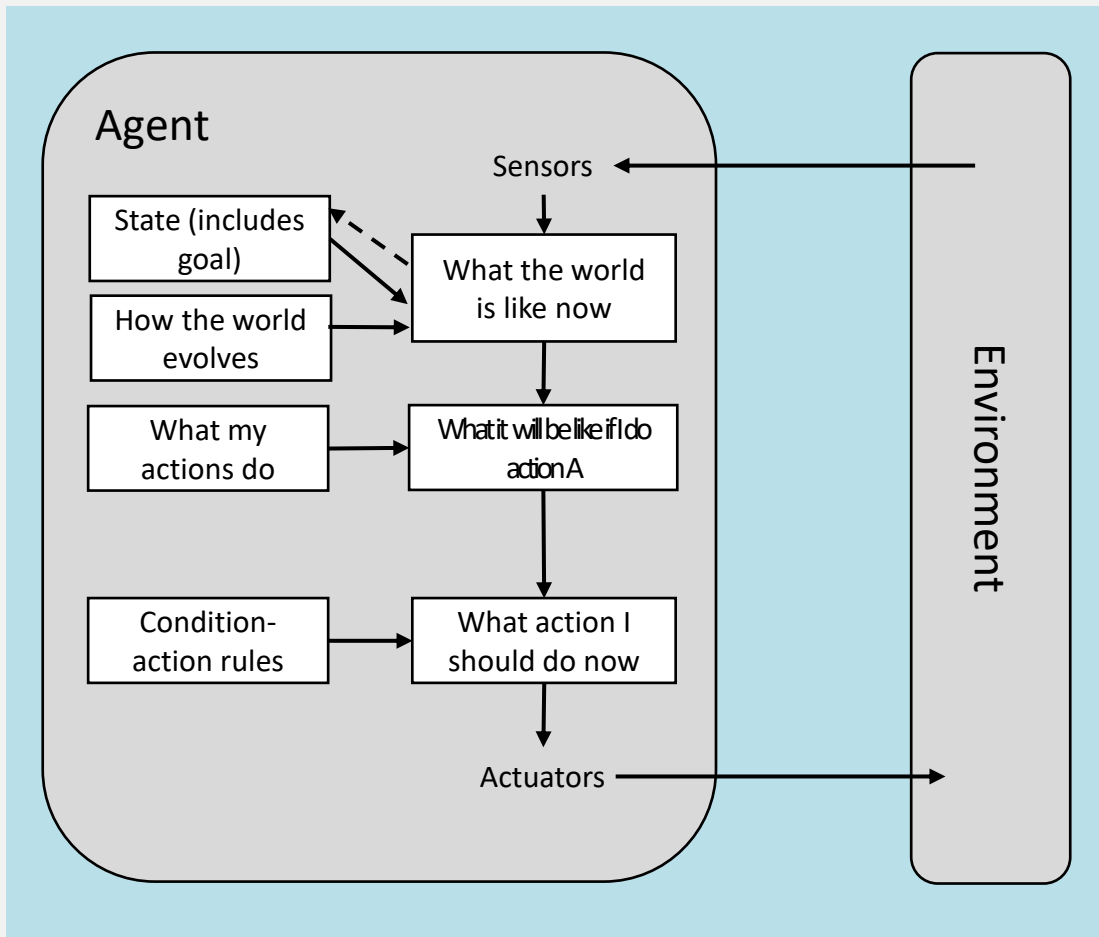 Agent
Sensors
State (includes
goal)
What the world
is like now
How the world
evolves
What my
actions do
What it will be like if I do
action A
Condition-
action rules
What action I
should do now
Actuators
Environment